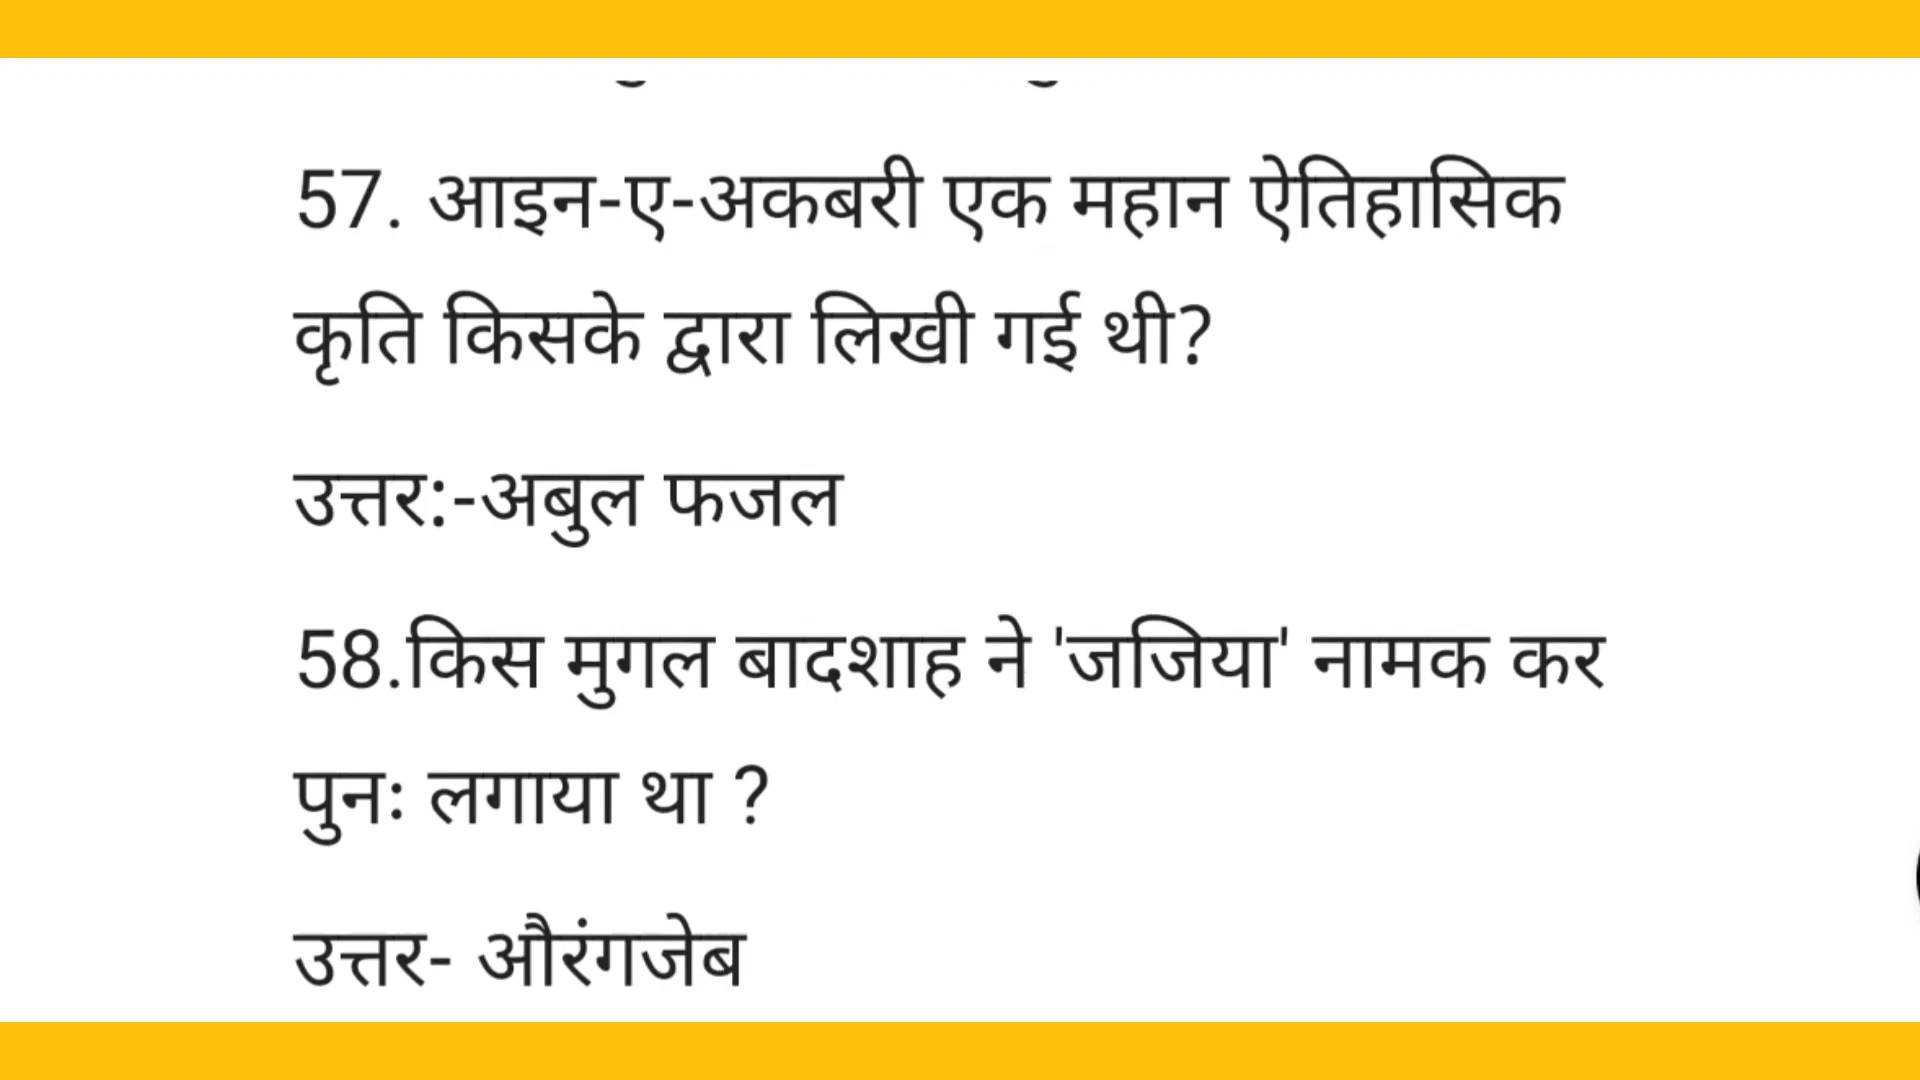 57. आइन-ए-अकबरी एक महान ऐतिहासिक
कृति किसके द्वारा लिखी गई थी?
उत्तर:-अबुल फजल
58.किस मुगल बादशाह ने 'जजिया' नामक कर
पुनः लगाया था ?
उत्तर- औरंगजेब